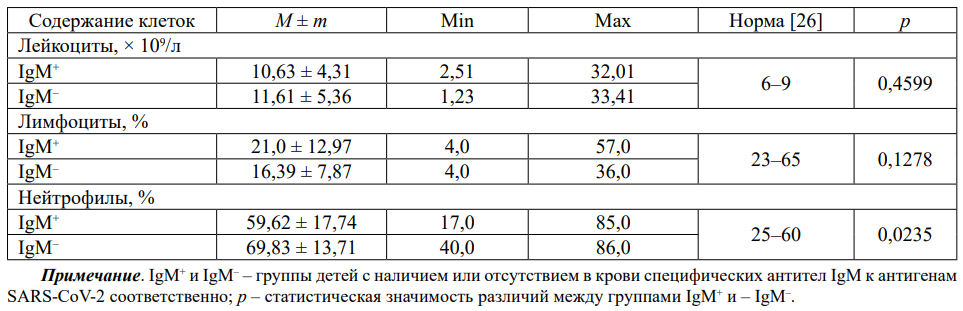 Содержание клеток M ± m Min Max Норма [26] p
Лейкоциты, × 10⁹/л
IgM⁺ 10,63 ± 4,31 2,51 32,01 6–9 0,4599
IgM⁻ 11,61 ± 5,36 1,23 33,41
Лимфоциты, %
IgM⁺ 21,0 ± 12,97 4,0 57,0 23–65 0,1278
IgM⁻ 16,39 ± 7,87 4,0 36,0
Нейтрофилы, %
IgM⁺ 59,62 ± 17,74 17,0 85,0 25–60 0,0235
IgM⁻ 69,83 ± 13,71 40,0 86,0
Примечание. IgM⁺ и IgM⁻ – группы детей с наличием или отсутствием в крови специфических антител IgM к антигенам
SARS-CoV-2 соответственно; p – статистическая значимость различий между группами IgM⁺ и – IgM⁻.